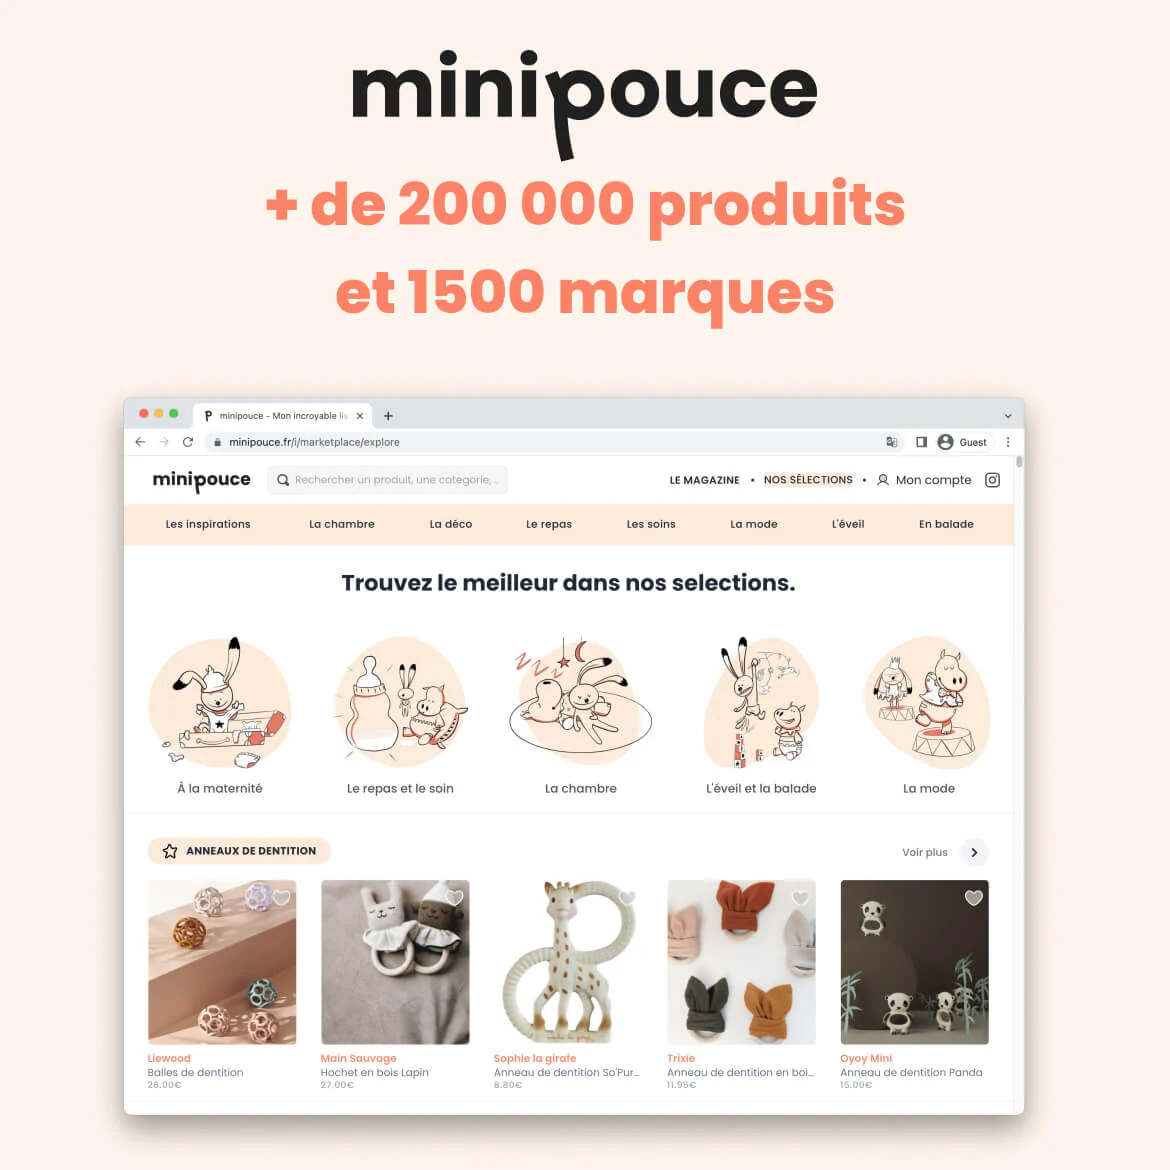 minipouce
+ de 200 000 produits
et 1500 marques
minipouce - Mon incroyable lis
minipouce.fr/i/marketplace/explore
Guest
minipouce
Rechercher un produit, une categorie, ..
LE MAGAZINE • NOS SÉLECTIONS • Mon compte
Les inspirations La chambre La déco Le repas Les soins La mode L'éveil En balade
Trouvez le meilleur dans nos selections.
À la maternité Le repas et le soin La chambre L'éveil et la balade La mode
ANNEAUX DE DENTITION
Voir plus
Liewood Main Sauvage Sophie la girafe Trixie Oyoy Mini
Balles de dentition Hochet en bois Lapin Anneau de dentition So'Pur... Anneau de dentition en boi... Anneau de dentition Panda
26.00€ 27.00€ 8.80€ 11.95€ 15.00€